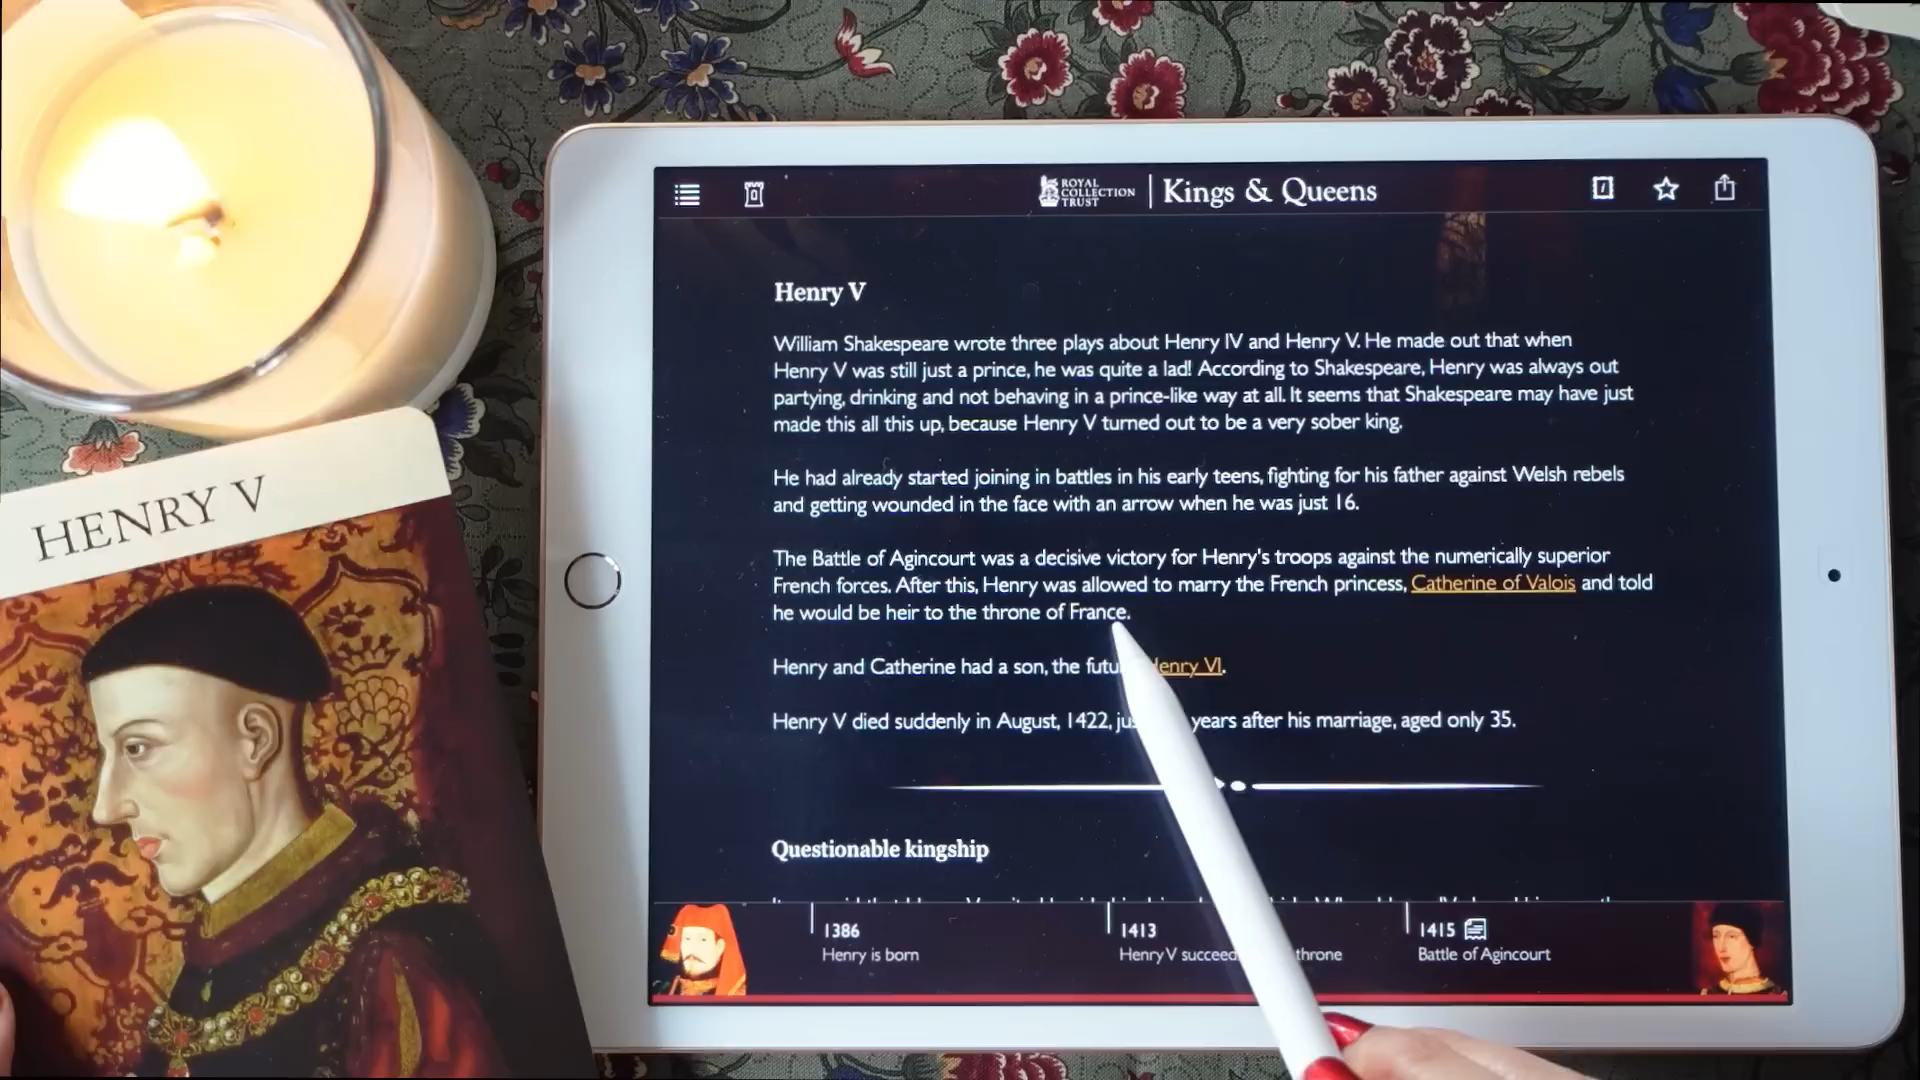 ROYAL
COLLECTION
TRUST
Kings & Queens
Henry V
William Shakespeare wrote three plays about Henry IV and Henry V. He made out that when
Henry V was still just a prince, he was quite a lad! According to Shakespeare, Henry was always out
partying, drinking and not behaving in a prince-like way at all. It seems that Shakespeare may have just
made this all this up, because Henry V turned out to be a very sober king.
He had already started joining in battles in his early teens, fighting for his father against Welsh rebels
and getting wounded in the face with an arrow when he was just 16.
The Battle of Agincourt was a decisive victory for Henry's troops against the numerically superior
French forces. After this, Henry was allowed to marry the French princess, Catherine of Valois and told
he would be heir to the throne of France.
Henry and Catherine had a son, the Henry VI.
Henry V died suddenly in August, 1422, years after his marriage, aged only 35.
Questionable kingship
1386
Henry is born
1413
Henry V throne
1415
Battle of Agincourt
HENRY V